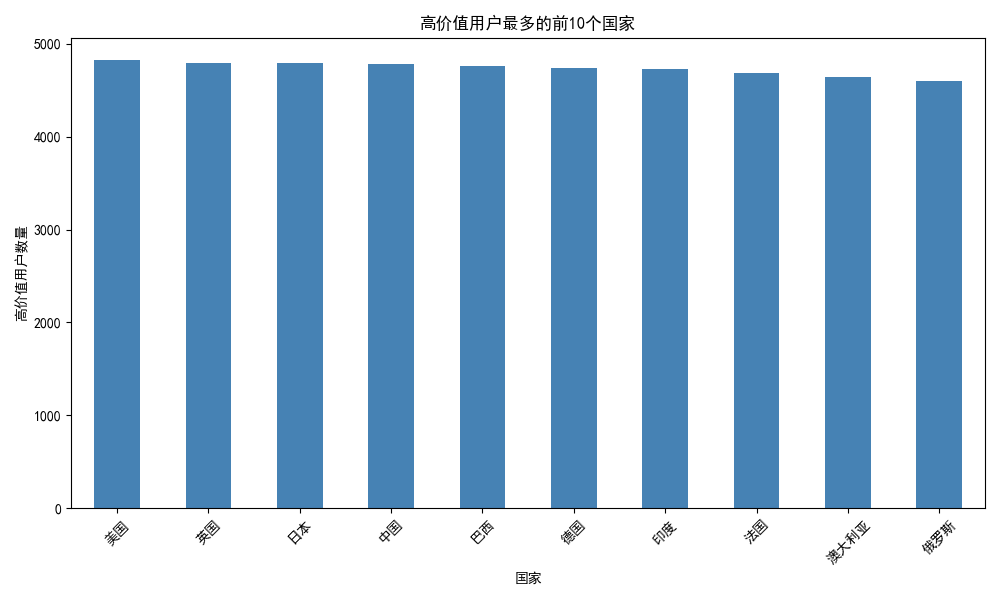 高价值用户最多的前10个国家
高价值用户数量
5000
4000
3000
2000
1000
0
美国
英国
日本
中国
巴西
德国
印度
法国
澳大利亚
俄罗斯
国家